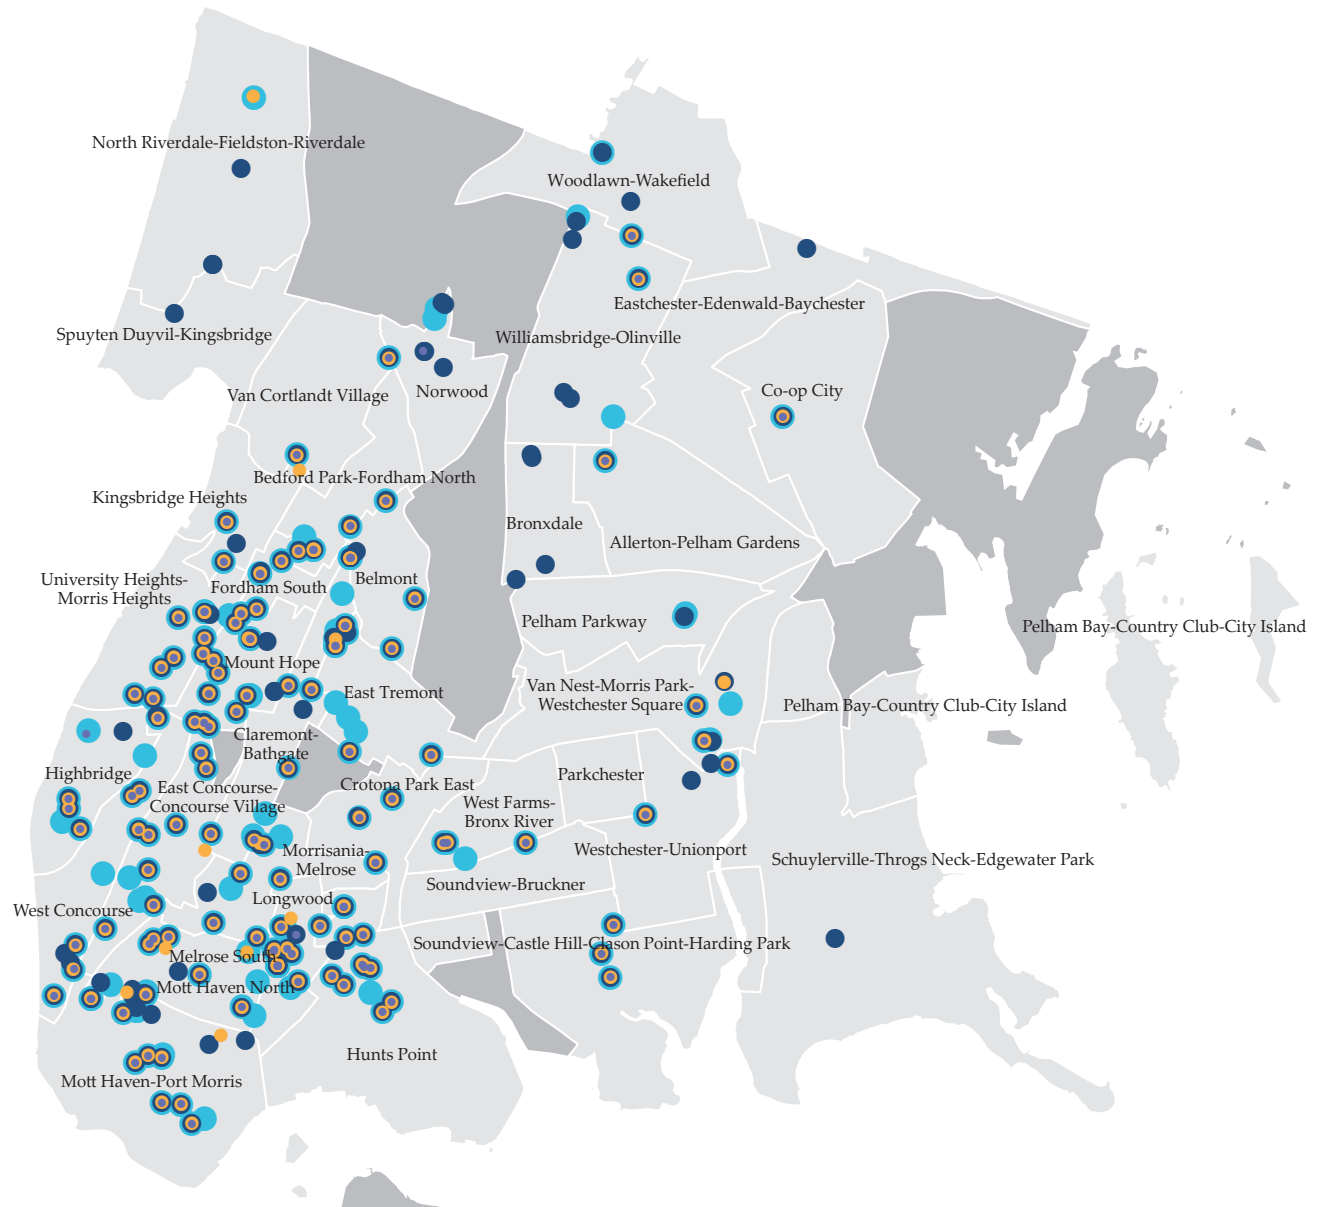 North Riverdale-Fieldston-Riverdale
Woodlawn-Wakefield
Eastchester-Edenwald-Baychester
Spuyten Duyvil-Kingsbridge
Williamsbridge-Olinville
Van Cortlandt Village
Norwood
Co-op City
Bedford Park-Fordham North
Kingsbridge Heights
Bronxdale
Allerton-Pelham Gardens
University Heights-
Morris Heights
Fordham South
Belmont
Pelham Parkway
Pelham Bay-Country Club-City Island
Mount Hope
East Tremont
Van Nest-Morris Park-
Westchester Square
Pelham Bay-Country Club-City Island
Claremont-
Bathgate
Highbridge
East Concourse-
Concourse Village
Crotona Park East
Parkchester
West Farms-
Bronx River
Morrisania-
Melrose
Westchester-Unionport
Schuylerville-Throgs Neck-Edgewater Park
Soundview-Bruckner
Longwood
West Concourse
Melrose South
Soundview-Castle Hill-Clason Point-Harding Park
Mott Haven North
Hunts Point
Mott Haven-Port Morris